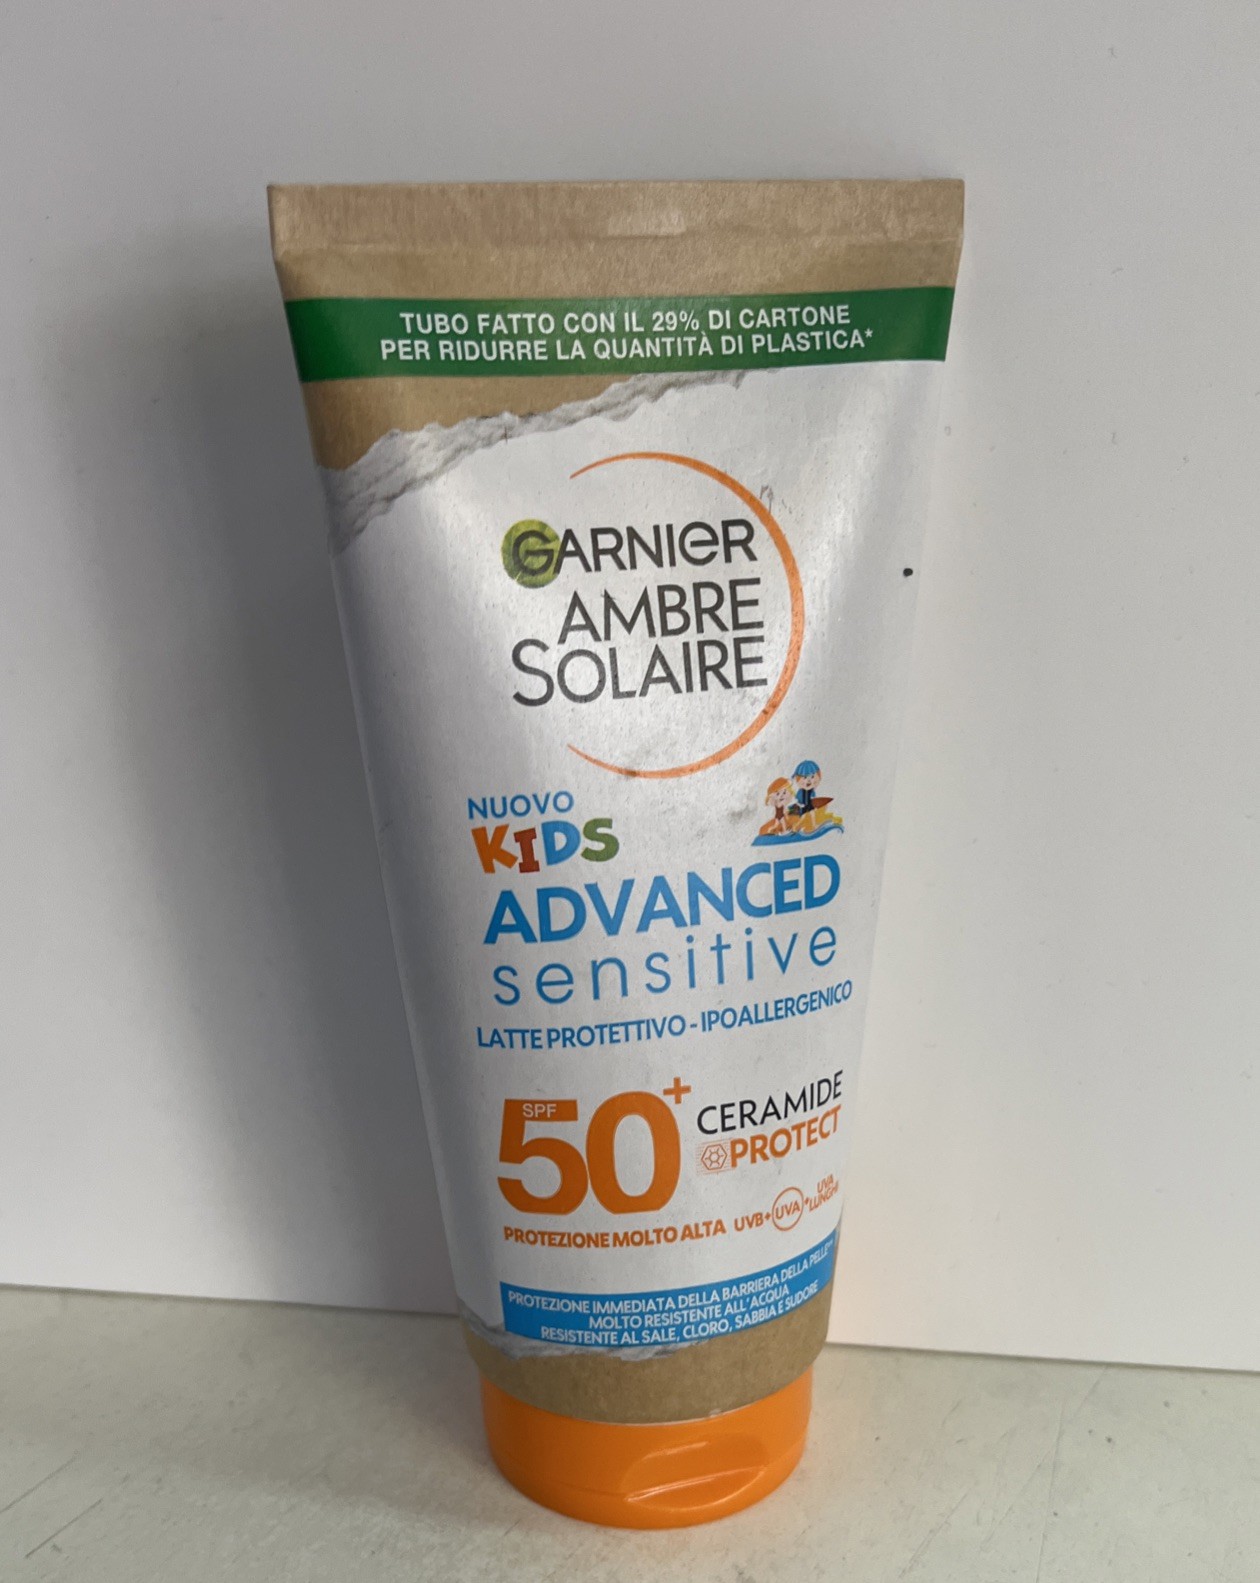 TUBO FATTO CON IL 29% DI CARTONE
PER RIDURRE LA QUANTITÀ DI PLASTICA*
GARNIER
AMBRE
SOLAIRE
NUOVO
KIDS
ADVANCED
sensitive
LATTE PROTETTIVO - IPOALLERGENICO
SPF
50+
CERAMIDE
PROTECT
PROTEZIONE MOLTO ALTA
UVB+UVA+UVA LUNGHI
PROTEZIONE IMMEDIATA DELLA BARRIERA DELLA PELLE**
MOLTO RESISTENTE ALL'ACQUA
RESISTENTE AL SALE, CLORO, SABBIA E SUDORE